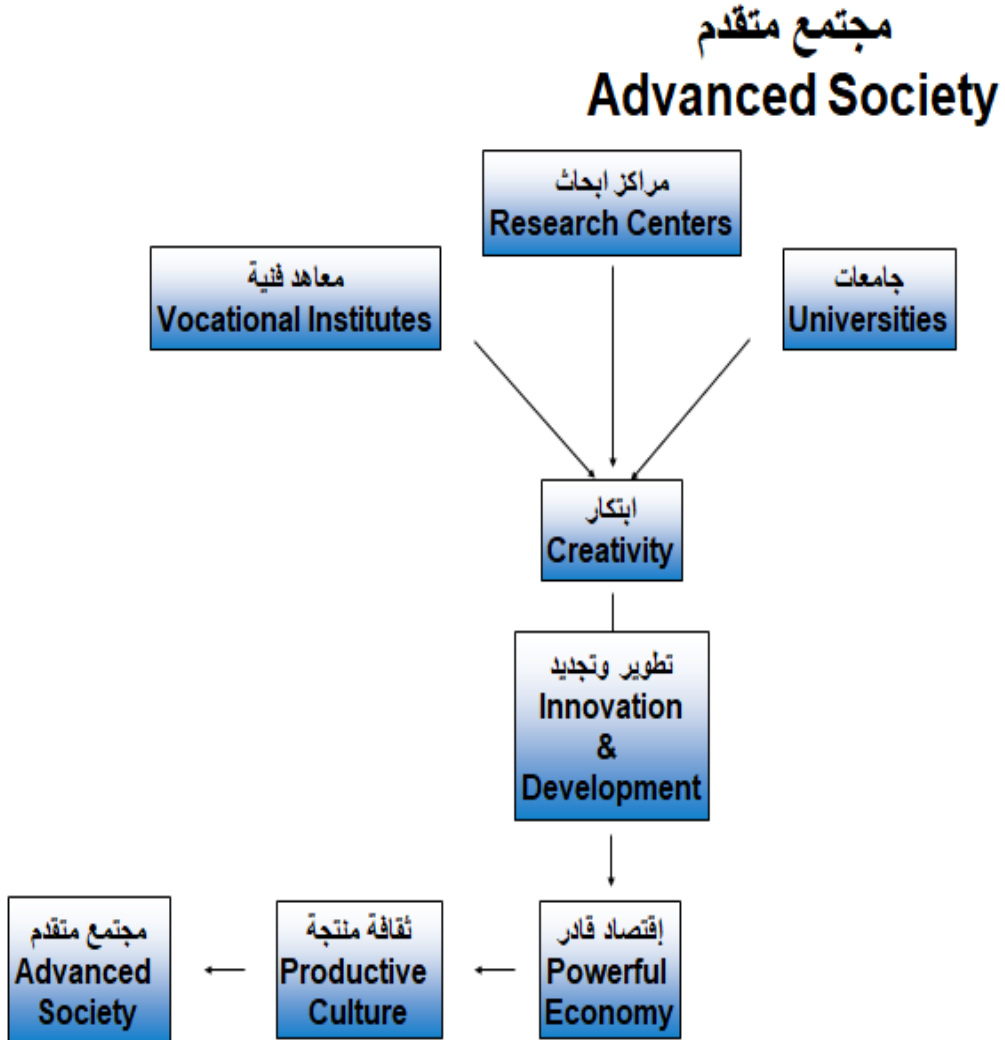 مجتمع متقدم
Advanced Society
مراكز ابحاث
Research Centers
معاهد فنية
Vocational Institutes
جامعات
Universities
ابتكار
Creativity
تطوير وتجديد
Innovation
&
Development
إقتصاد قادر
Powerful
Economy
ثقافة منتجة
Productive
Culture
مجتمع متقدم
Advanced
Society